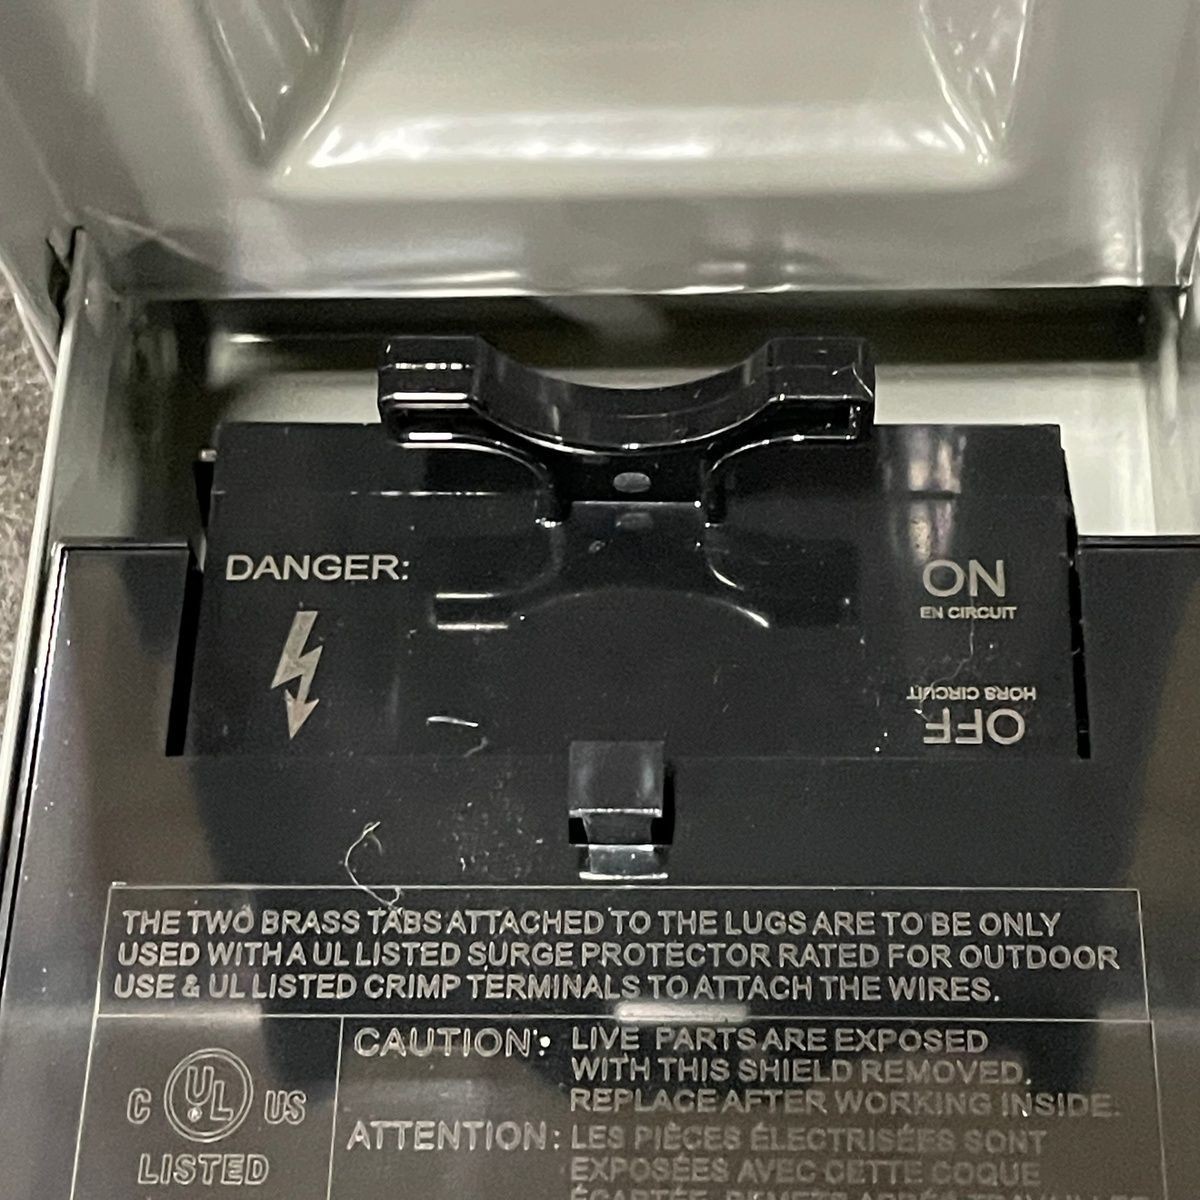 DANGER:
ON
EN CIRCUIT
HORS CIRCUIT
OFF
THE TWO BRASS TABS ATTACHED TO THE LUGS ARE TO BE ONLY
USED WITH A UL LISTED SURGE PROTECTOR RATED FOR OUTDOOR
USE & UL LISTED CRIMP TERMINALS TO ATTACH THE WIRES.
C UL US
LISTED
CAUTION: LIVE PARTS ARE EXPOSED
WITH THIS SHIELD REMOVED.
REPLACE AFTER WORKING INSIDE.
ATTENTION: LES PIÈCES ÉLECTRISÉES SONT
EXPOSÉES AVEC CETTE COQUE